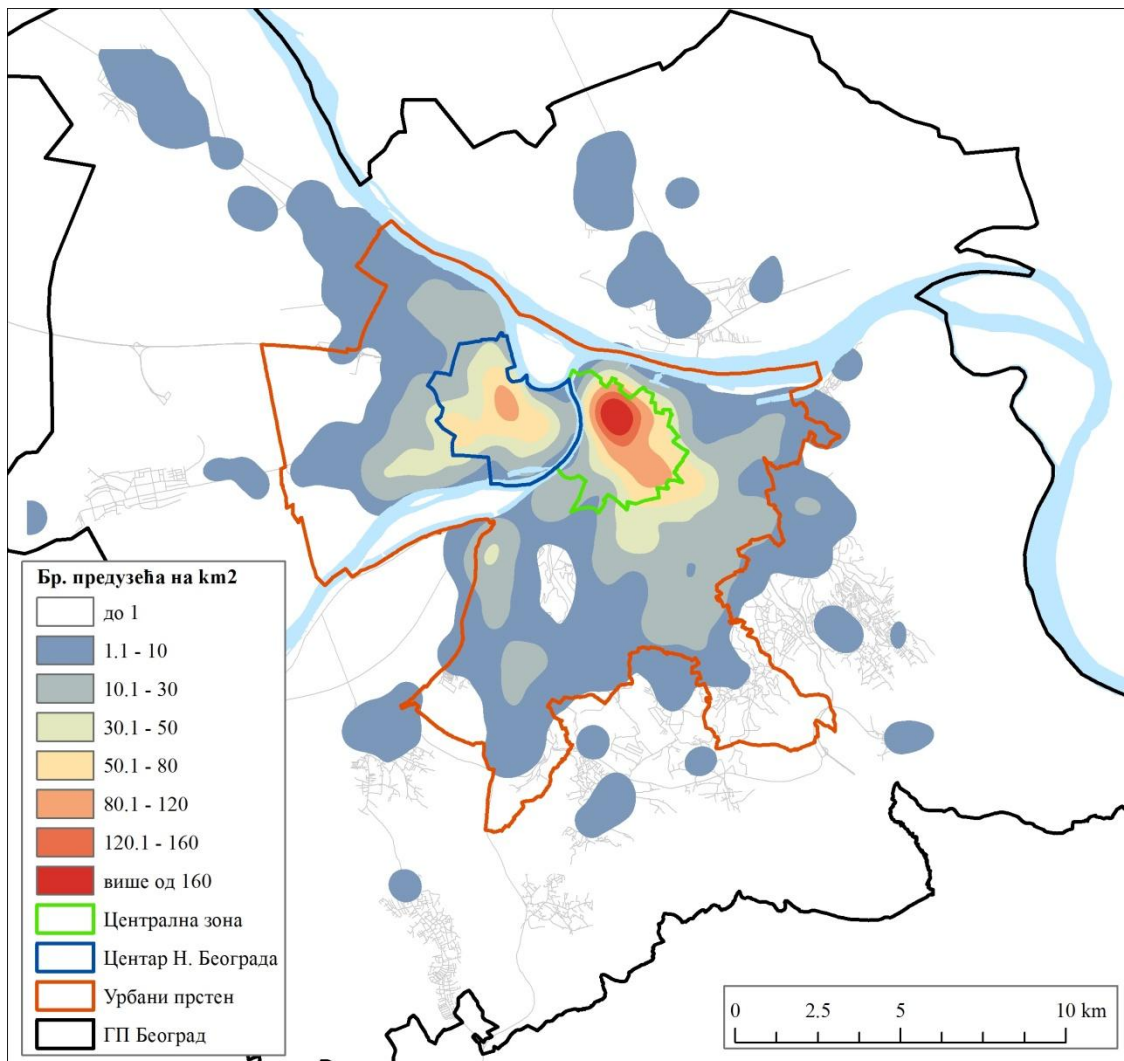 Бр. предузећа на km2
до 1
1.1 - 10
10.1 - 30
30.1 - 50
50.1 - 80
80.1 - 120
120.1 - 160
више од 160
Централна зона
Центар Н. Београда
Урбани прстен
ГП Београд
0 2.5 5 10 km